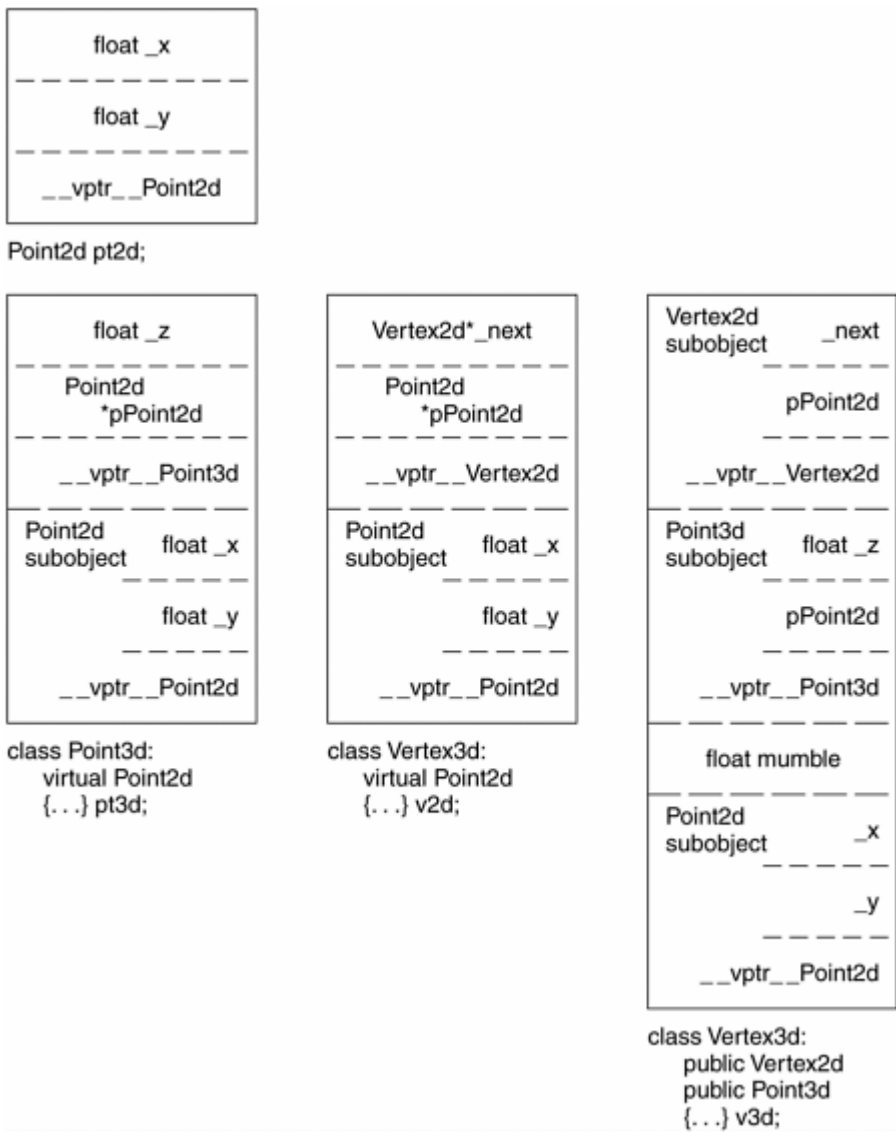 float _x
float _y
__vptr__Point2d
Point2d pt2d;
float _z
Point2d
*pPoint2d
__vptr__Point3d
Point2d
subobject float _x
float _y
__vptr__Point2d
class Point3d:
virtual Point2d
{. . .} pt3d;
Vertex2d*_next
Point2d
*pPoint2d
__vptr__Vertex2d
Point2d
subobject float _x
float _y
__vptr__Point2d
class Vertex3d:
virtual Point2d
{. . .} v2d;
Vertex2d
subobject _next
pPoint2d
__vptr__Vertex2d
Point3d
subobject float _z
pPoint2d
__vptr__Point3d
float mumble
Point2d
subobject _x
_y
__vptr__Point2d
class Vertex3d:
public Vertex2d
public Point3d
{. . .} v3d;